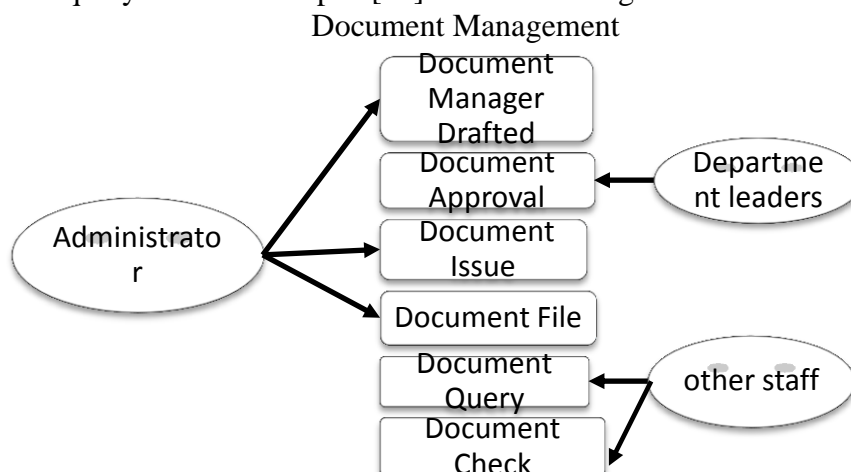 Document Management
Document
Manager
Drafted
Document
Approval
Departme
nt leaders
Administrato
r
Document
Issue
Document File
Document
Query
other staff
Document
Check